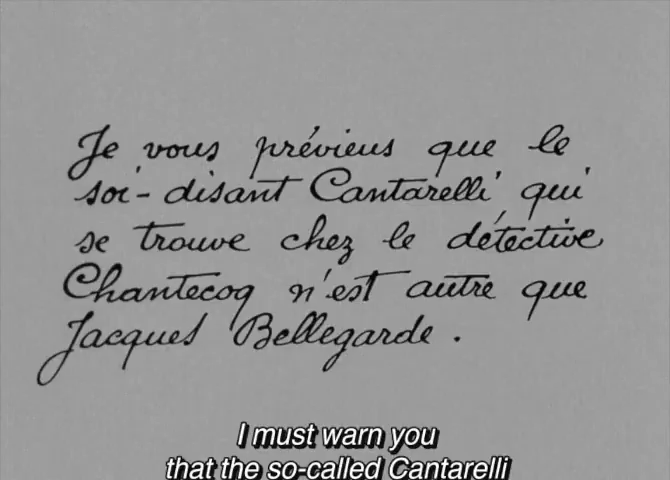 Je vous préviens que le
soi-disant Cantarelli qui
se trouve chez le détective
Chantecoq n'est autre que
Jacques Bellegarde.
I must warn you
that the so-called Cantarelli